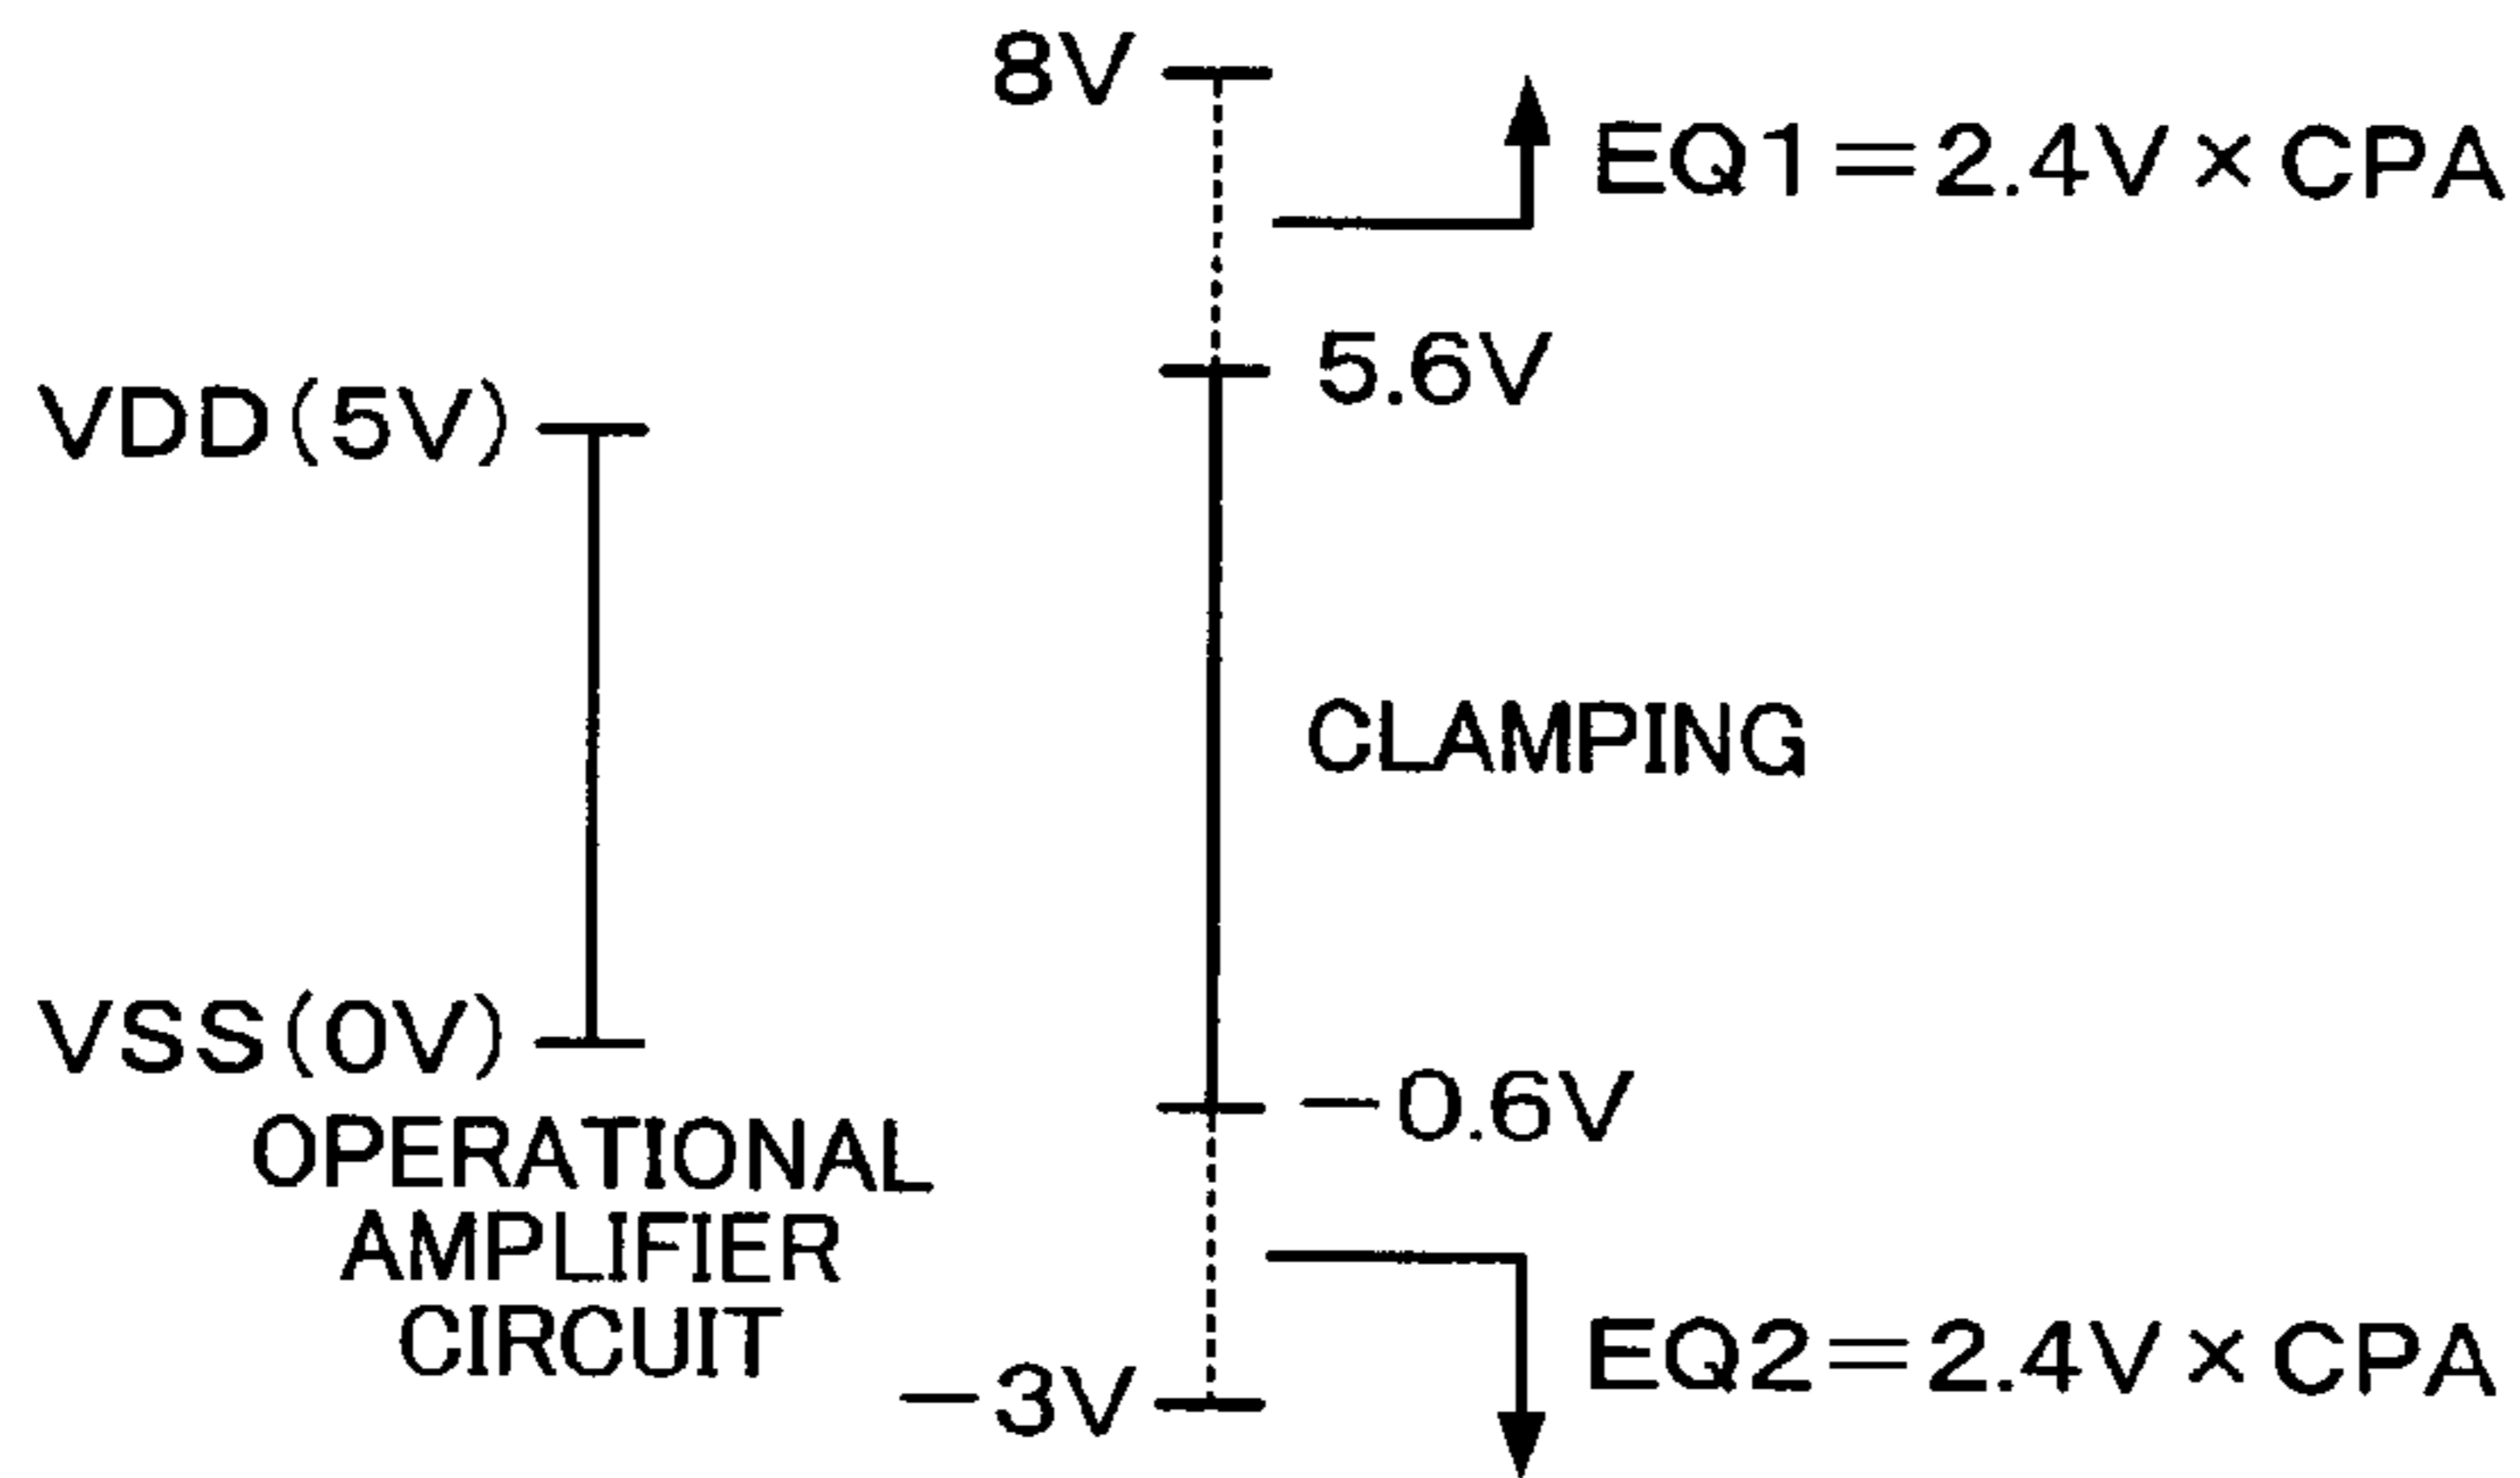 8V
EQ1=2.4V×CPA
5.6V
VDD(5V)
CLAMPING
VSS(0V)
-0.6V
OPERATIONAL
AMPLIFIER
CIRCUIT
EQ2=2.4V×CPA
-3V